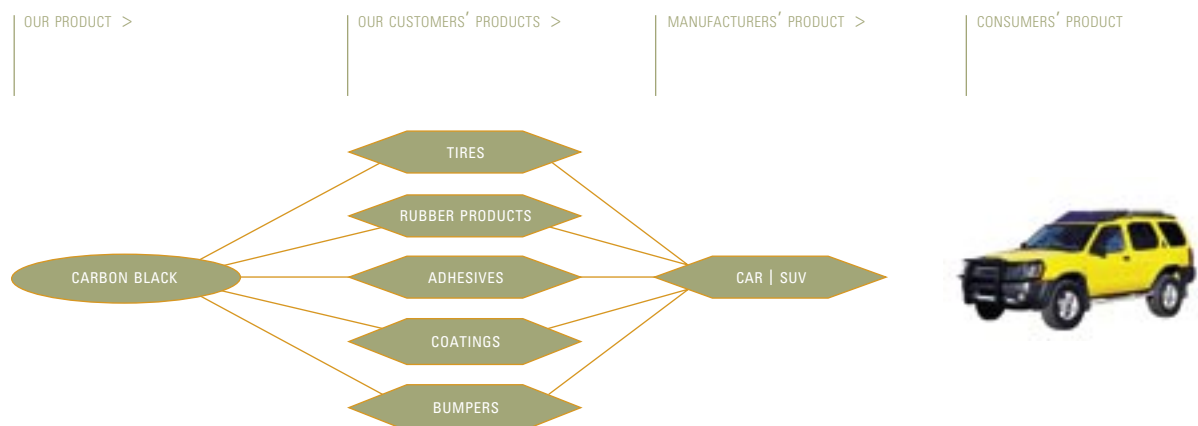 OUR PRODUCT >
OUR CUSTOMERS' PRODUCTS >
MANUFACTURERS' PRODUCT >
CONSUMERS' PRODUCT
TIRES
RUBBER PRODUCTS
CARBON BLACK
ADHESIVES
CAR | SUV
COATINGS
BUMPERS